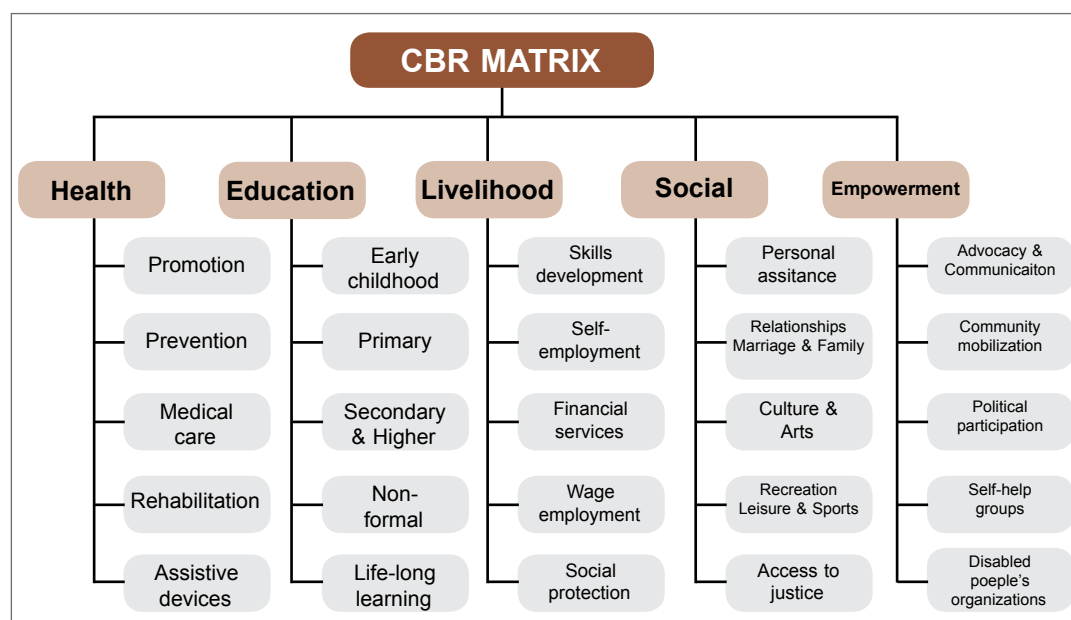 CBR MATRIX
Health
Education
Livelihood
Social
Empowerment
Promotion
Prevention
Medical
care
Rehabilitation
Assistive
devices
Early
childhood
Primary
Secondary
& Higher
Non-
formal
Life-long
learning
Skills
development
Self-
employment
Financial
services
Wage
employment
Social
protection
Personal
assitance
Relationships
Marriage & Family
Culture &
Arts
Recreation
Leisure & Sports
Access to
justice
Advocacy &
Communicaiton
Community
mobilization
Political
participation
Self-help
groups
Disabled
poeple's
organizations